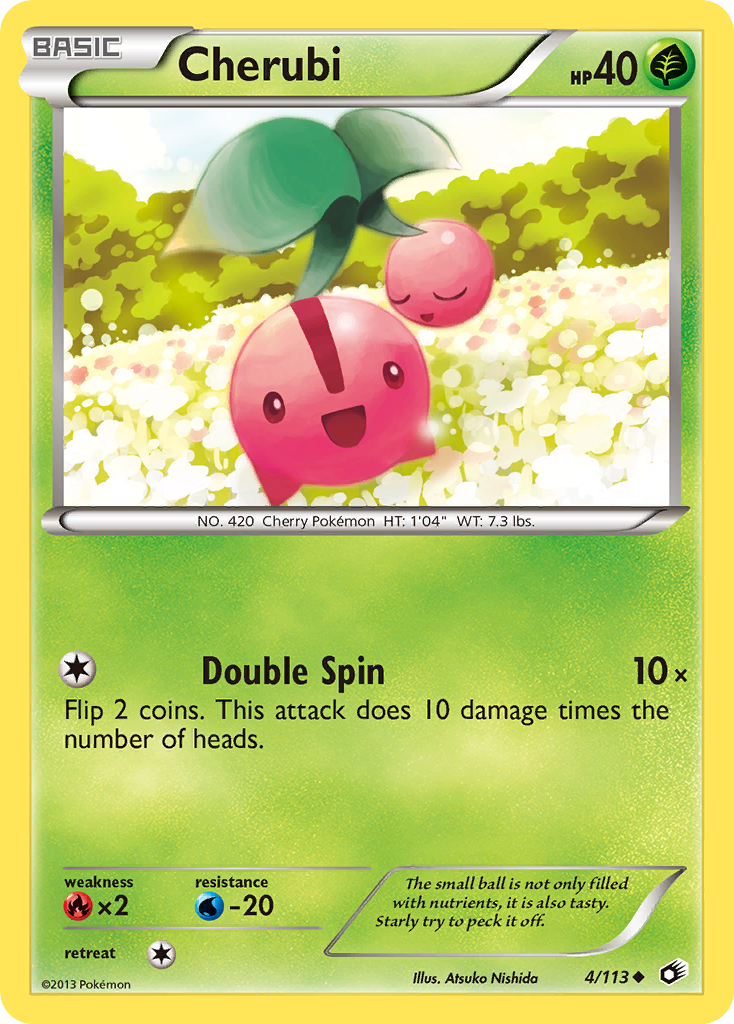 BASIC
Cherubi
HP40
NO. 420 Cherry Pokémon HT: 1'04" WT: 7.3 lbs.
Double Spin 10×
Flip 2 coins. This attack does 10 damage times the
number of heads.
weakness resistance
×2 -20
The small ball is not only filled
with nutrients, it is also tasty.
Starly try to peck it off.
retreat
©2013 Pokémon
Illus. Atsuko Nishida 4/113